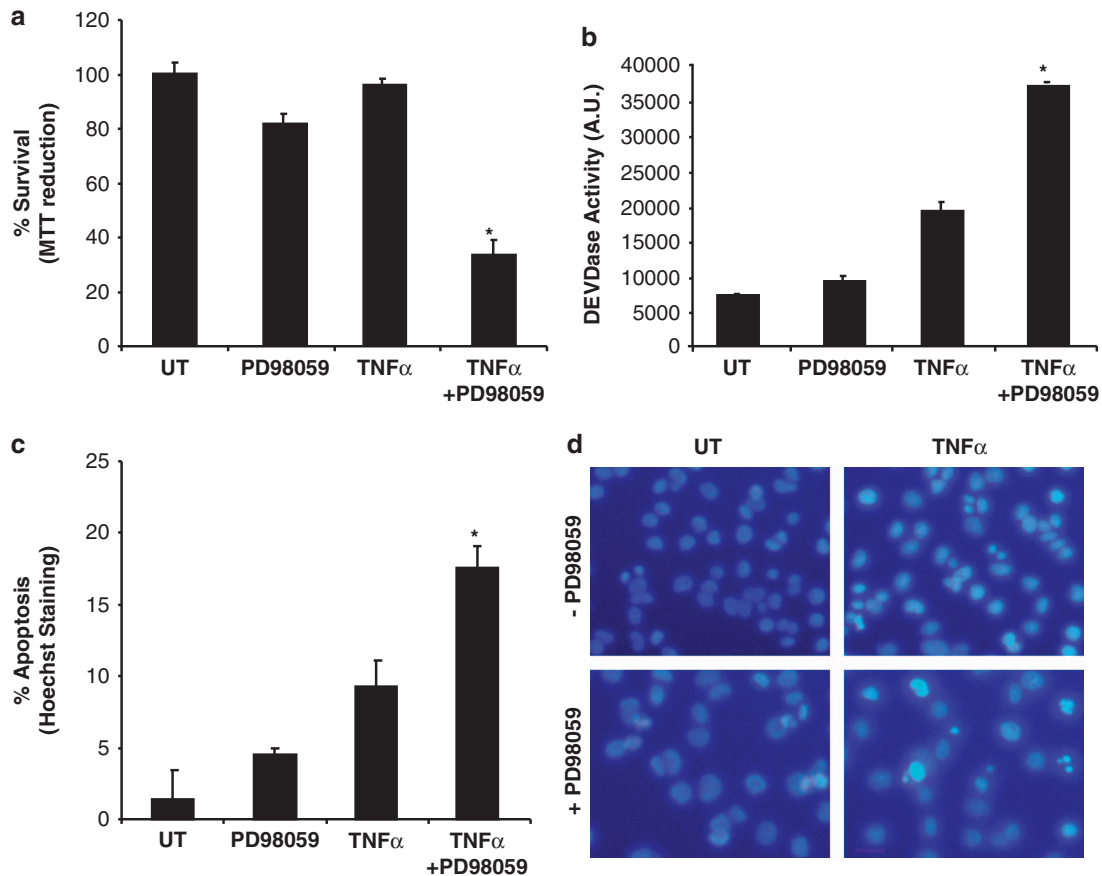 a
120
100
80
60
40
20
0
% Survival
(MTT reduction)
*
UT
PD98059
TNFα
TNFα
+PD98059
b
40000
35000
30000
25000
20000
15000
10000
5000
0
DEVDase Activity (A.U.)
*
UT
PD98059
TNFα
TNFα
+PD98059
c
25
20
15
10
5
0
% Apoptosis
(Hoechst Staining)
*
UT
PD98059
TNFα
TNFα
+PD98059
d
UT
TNFα
- PD98059
+ PD98059